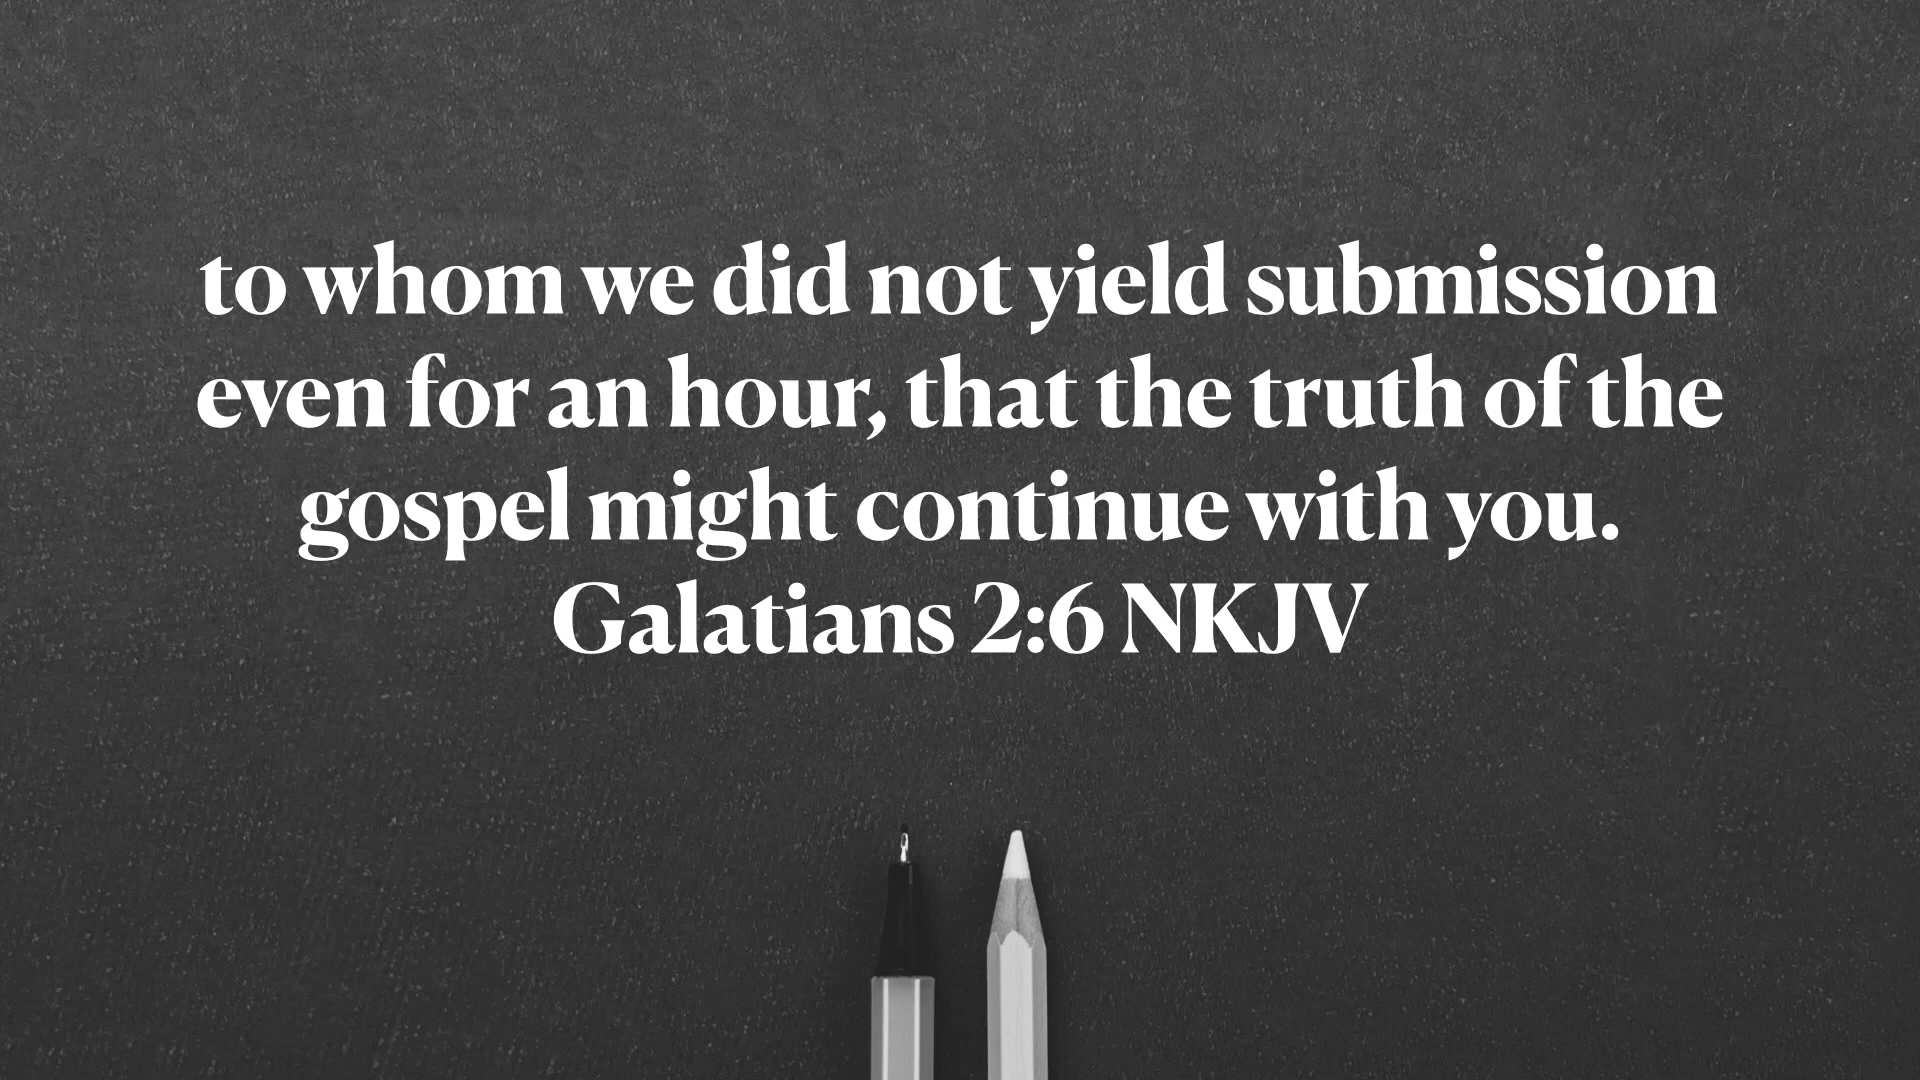 to whom we did not yield submission
even for an hour, that the truth of the
gospel might continue with you.
Galatians 2:6 NKJV